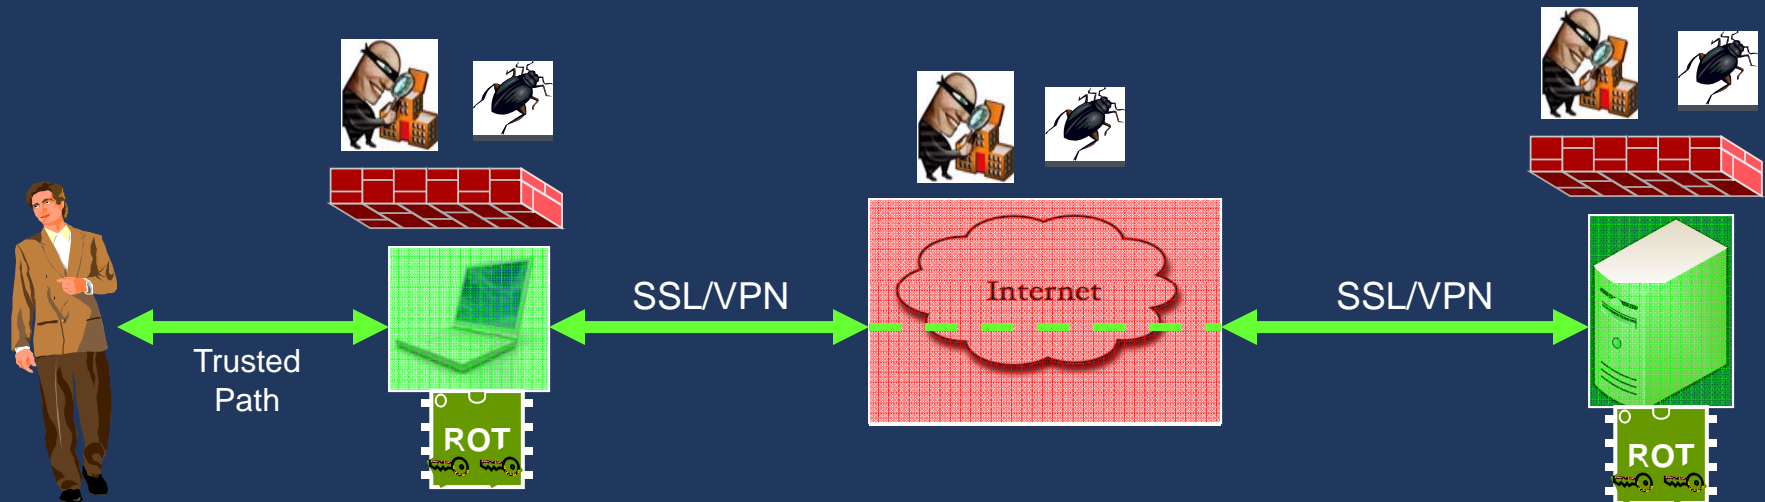 SSL/VPN
Internet
SSL/VPN
Trusted
Path
ROT
ROT